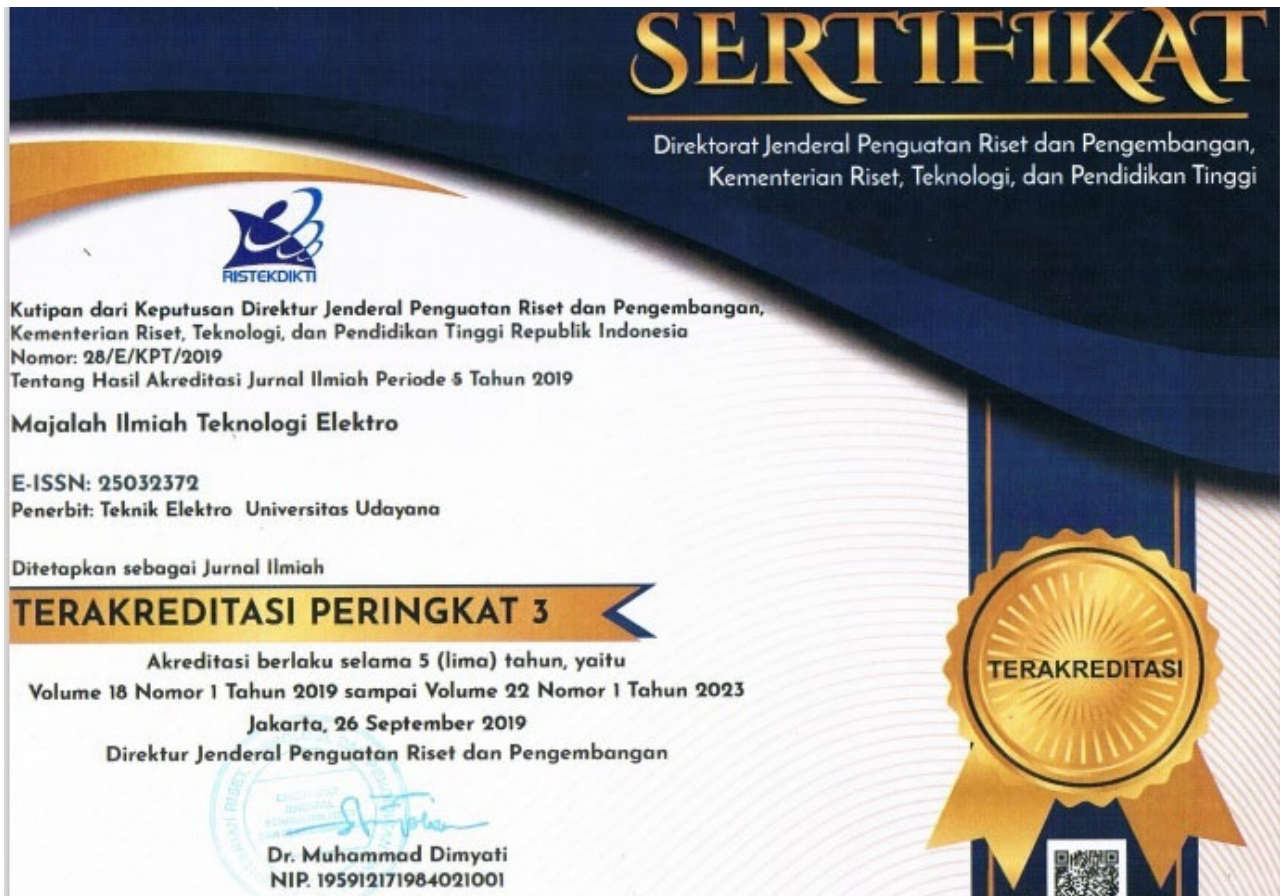 SERTIFIKAT
Direktorat Jenderal Penguatan Riset dan Pengembangan,
Kementerian Riset, Teknologi, dan Pendidikan Tinggi
RISTEKDIKTI
Kutipan dari Keputusan Direktur Jenderal Penguatan Riset dan Pengembangan,
Kementerian Riset, Teknologi, dan Pendidikan Tinggi Republik Indonesia
Nomor: 28/E/KPT/2019
Tentang Hasil Akreditasi Jurnal Ilmiah Periode 5 Tahun 2019
Majalah Ilmiah Teknologi Elektro
E-ISSN: 25032372
Penerbit: Teknik Elektro Universitas Udayana
Ditetapkan sebagai Jurnal Ilmiah
TERAKREDITASI PERINGKAT 3
Akreditasi berlaku selama 5 (lima) tahun, yaitu
Volume 18 Nomor 1 Tahun 2019 sampai Volume 22 Nomor 1 Tahun 2023
Jakarta, 26 September 2019
Direktur Jenderal Penguatan Riset dan Pengembangan
Dr. Muhammad Dimyati
NIP. 195912171984021001
TERAKREDITASI